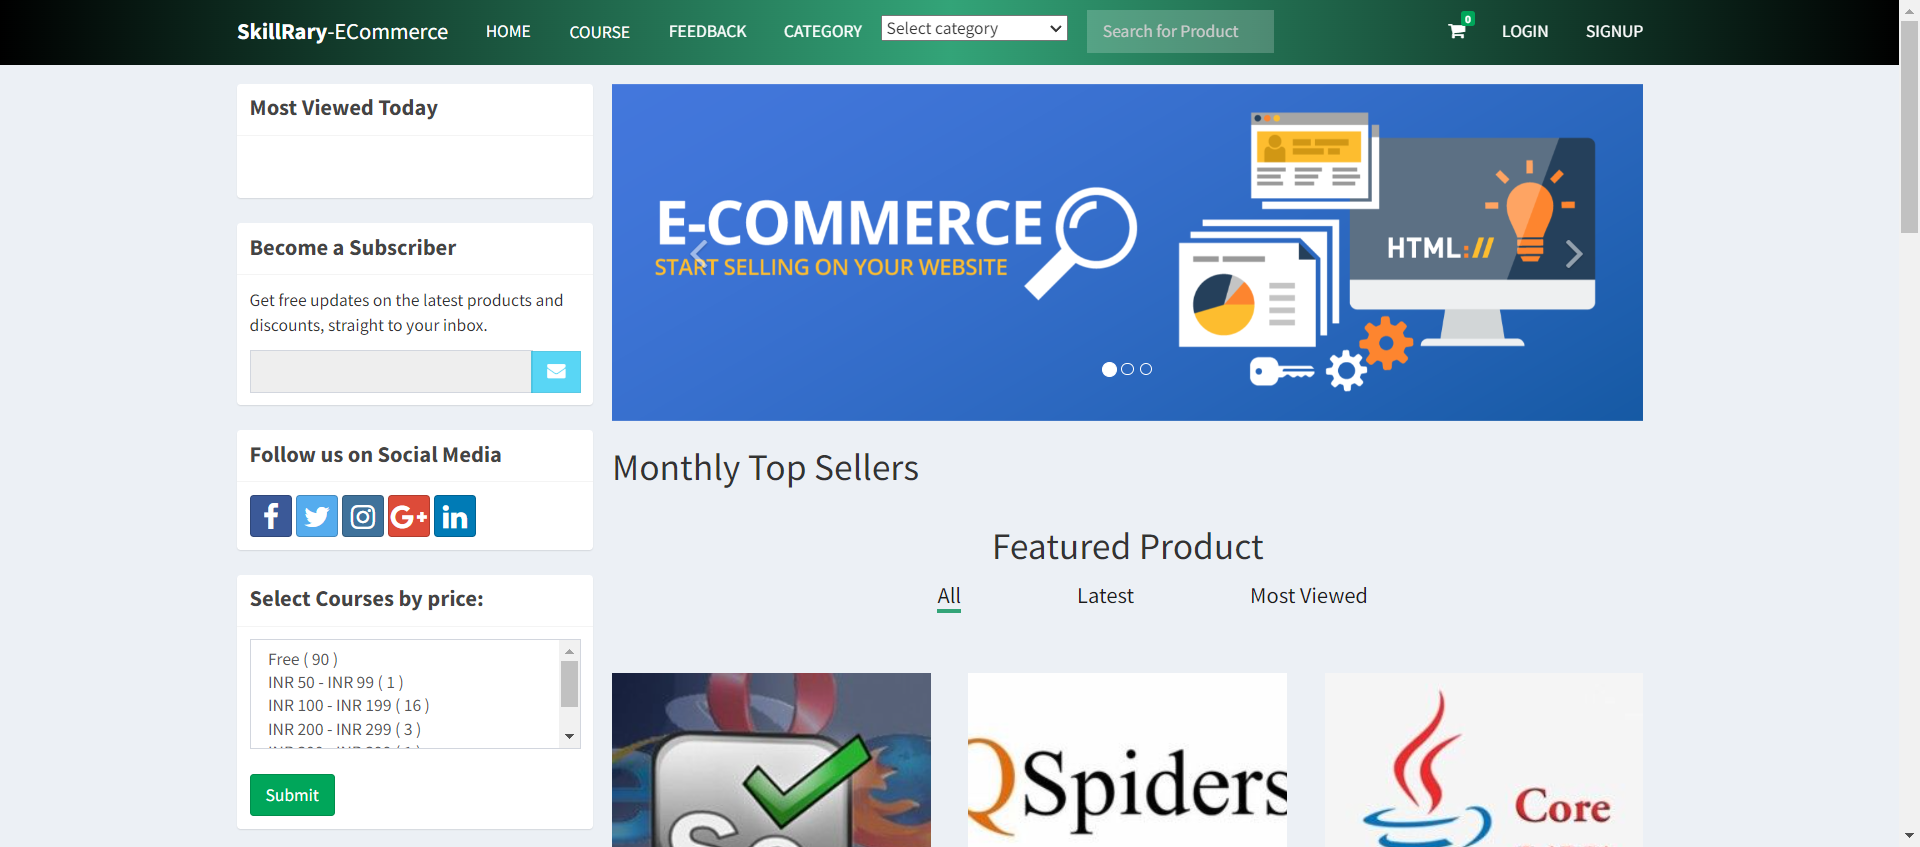 SkillRary-ECommerce HOME COURSE FEEDBACK CATEGORY Select category Search for Product 0 LOGIN SIGNUP
Most Viewed Today
Become a Subscriber
Get free updates on the latest products and
discounts, straight to your inbox.
Follow us on Social Media
Select Courses by price:
Free ( 90 )
INR 50 - INR 99 ( 1 )
INR 100 - INR 199 ( 16 )
INR 200 - INR 299 ( 3 )
Submit
E-COMMERCE
START SELLING ON YOUR WEBSITE
HTML://
Monthly Top Sellers
Featured Product
All Latest Most Viewed
Se
QSpiders
Core